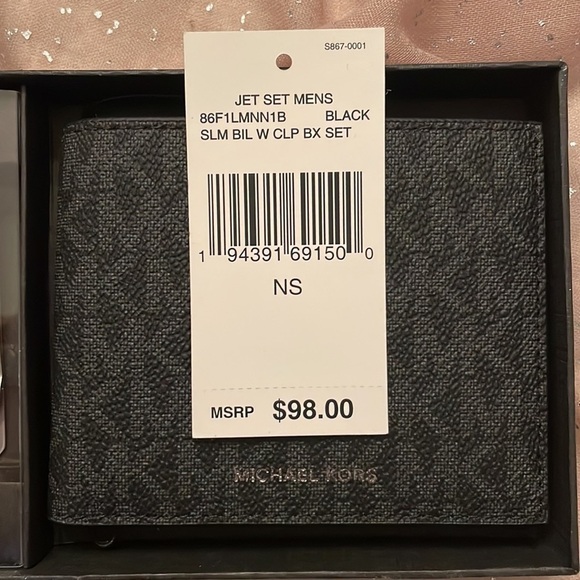 S867-0001
JET SET MENS
86F1LMNN1B BLACK
SLM BIL W CLP BX SET
1 94391 69150 0
NS
MSRP $98.00
MICHAEL KORS